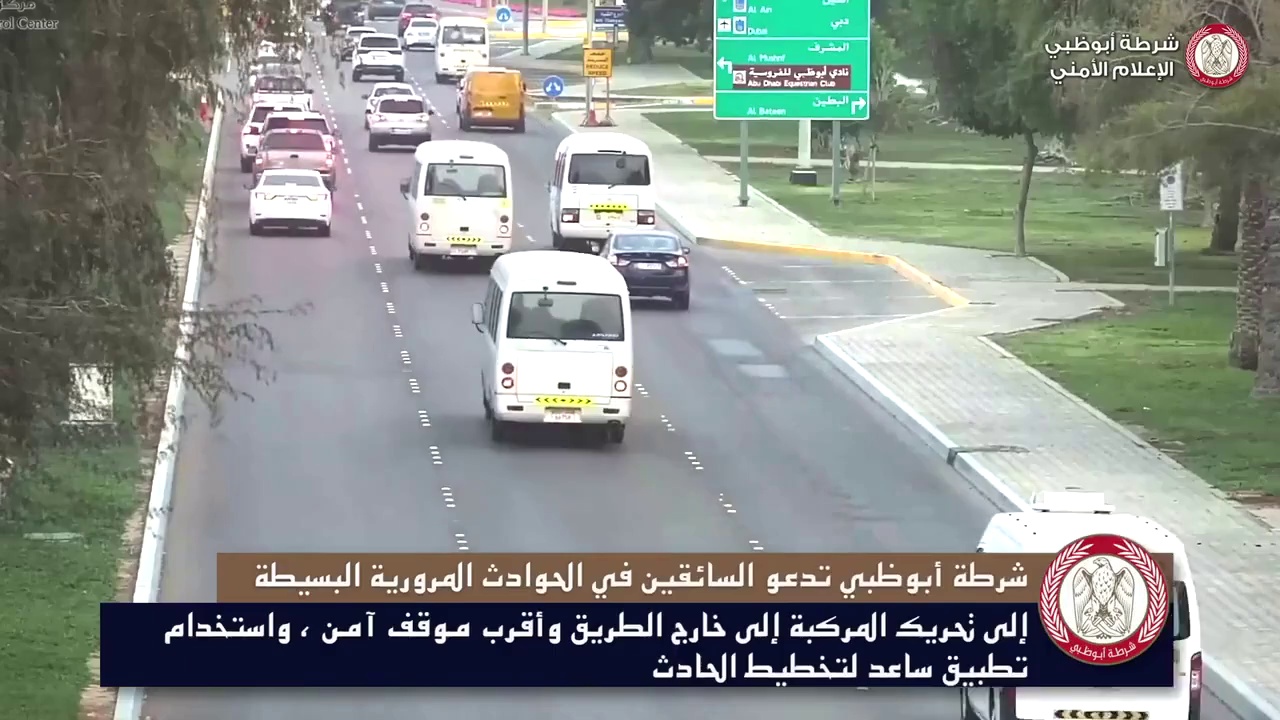 rol Center
شرطة أبوظبي
الإعلام الأمني
Al Ain
دبي
Dubai
المشرف
Al Mushrif
نادي أبوظبي للفروسية
Abu Dhabi Equestrian Club
البطين
Al Bateen
REDUCE
SPEED
شرطة أبوظبي تدعو السائقين في الحوادث المرورية البسيطة
إلى تحريك المركبة إلى خارج الطريق وأقرب موقف آمن ، واستخدام
تطبيق ساعد لتخطيط الحادث
شرطة أبوظبي